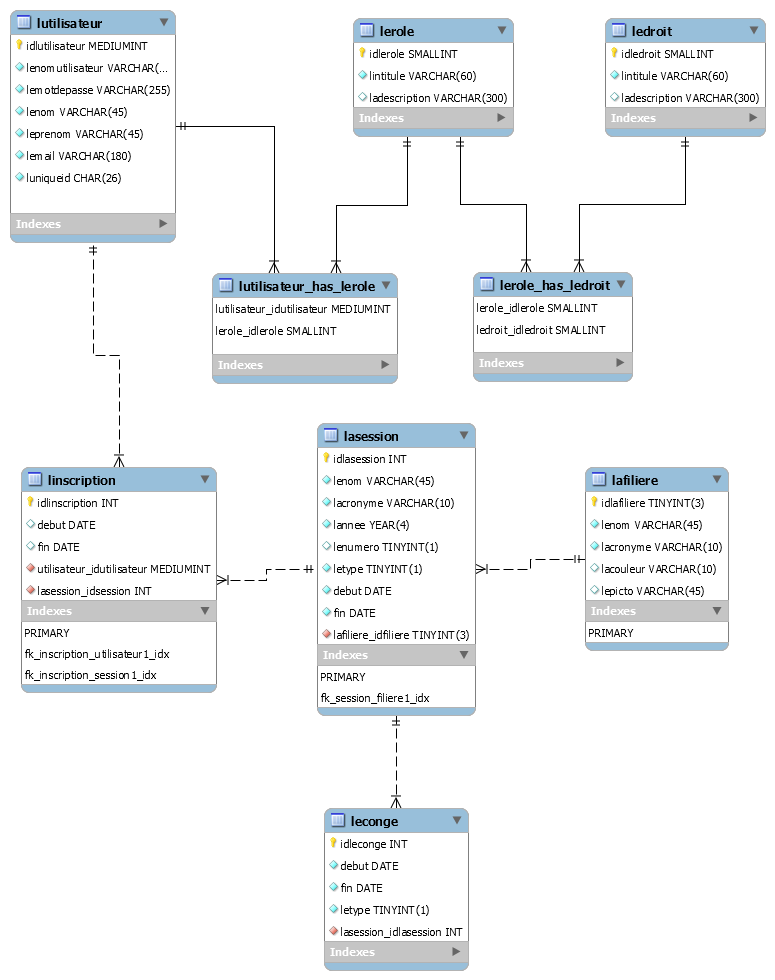 lutilisateur
idlutilisateur MEDIUMINT
lenomutilisateur VARCHAR(...
lemotdepasse VARCHAR(255)
lenom VARCHAR(45)
leprenom VARCHAR(45)
lemail VARCHAR(180)
luniqueid CHAR(26)
Indexes
lerole
idlerole SMALLINT
lintitule VARCHAR(60)
ladescription VARCHAR(300)
Indexes
ledroit
idledroit SMALLINT
lintitule VARCHAR(60)
ladescription VARCHAR(300)
Indexes
lutilisateur_has_lerole
lutilisateur_idutilisateur MEDIUMINT
lerole_idlerole SMALLINT
Indexes
lerole_has_ledroit
lerole_idlerole SMALLINT
ledroit_idledroit SMALLINT
Indexes
linscription
idlinscription INT
debut DATE
fin DATE
utilisateur_idutilisateur MEDIUMINT
lasession_idsession INT
Indexes
PRIMARY
fk_inscription_utilisateur1_idx
fk_inscription_session1_idx
lasession
idlasession INT
lenom VARCHAR(45)
lacronyme VARCHAR(10)
lannee YEAR(4)
lenumero TINYINT(1)
letype TINYINT(1)
debut DATE
fin DATE
lafiliere_idfiliere TINYINT(3)
Indexes
PRIMARY
fk_session_filiere1_idx
lafiliere
idlafiliere TINYINT(3)
lenom VARCHAR(45)
lacronyme VARCHAR(10)
lacouleur VARCHAR(10)
lepicto VARCHAR(45)
Indexes
PRIMARY
leconge
idleconge INT
debut DATE
fin DATE
letype TINYINT(1)
lasession_idlasession INT
Indexes